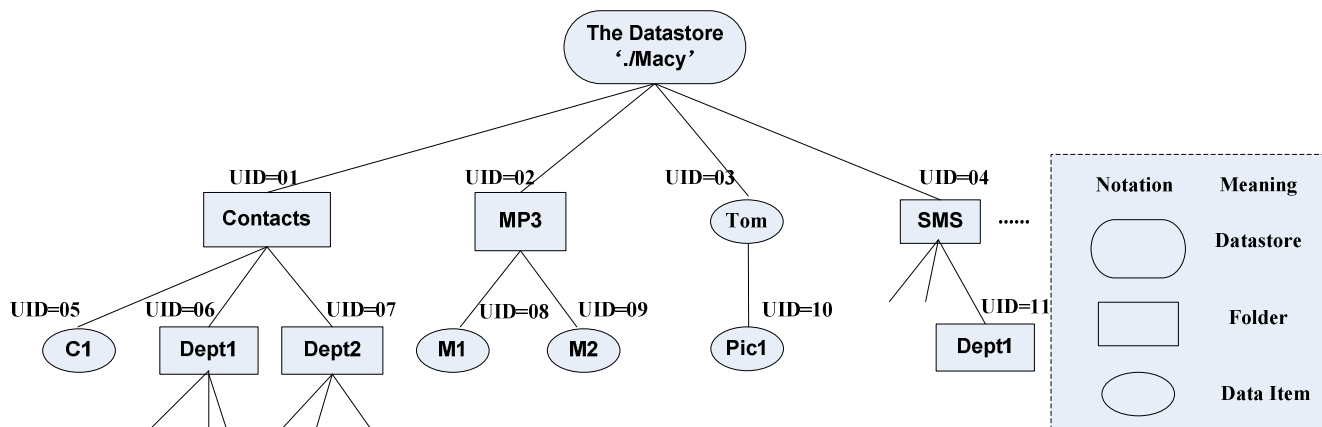 The Datastore
‘./Macy’
UID=01
UID=02
UID=03
UID=04
Contacts
MP3
Tom
SMS
......
UID=05
UID=06
UID=07
UID=08
UID=09
UID=10
UID=11
C1
Dept1
Dept2
M1
M2
Pic1
Dept1
Notation Meaning
Datastore
Folder
Data Item